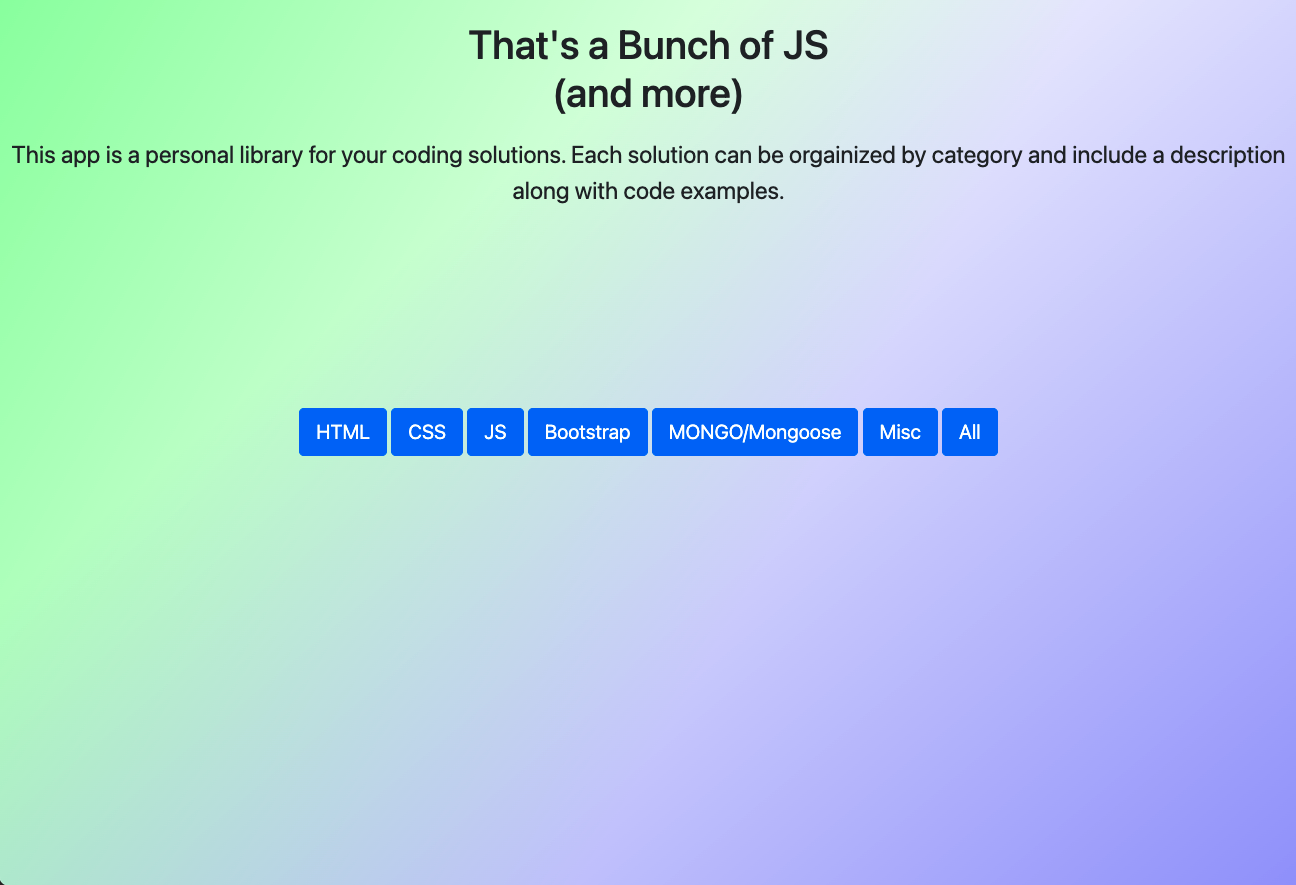 That's a Bunch of JS
(and more)
This app is a personal library for your coding solutions. Each solution can be orgainized by category and include a description
along with code examples.
HTML CSS JS Bootstrap MONGO/Mongoose Misc All